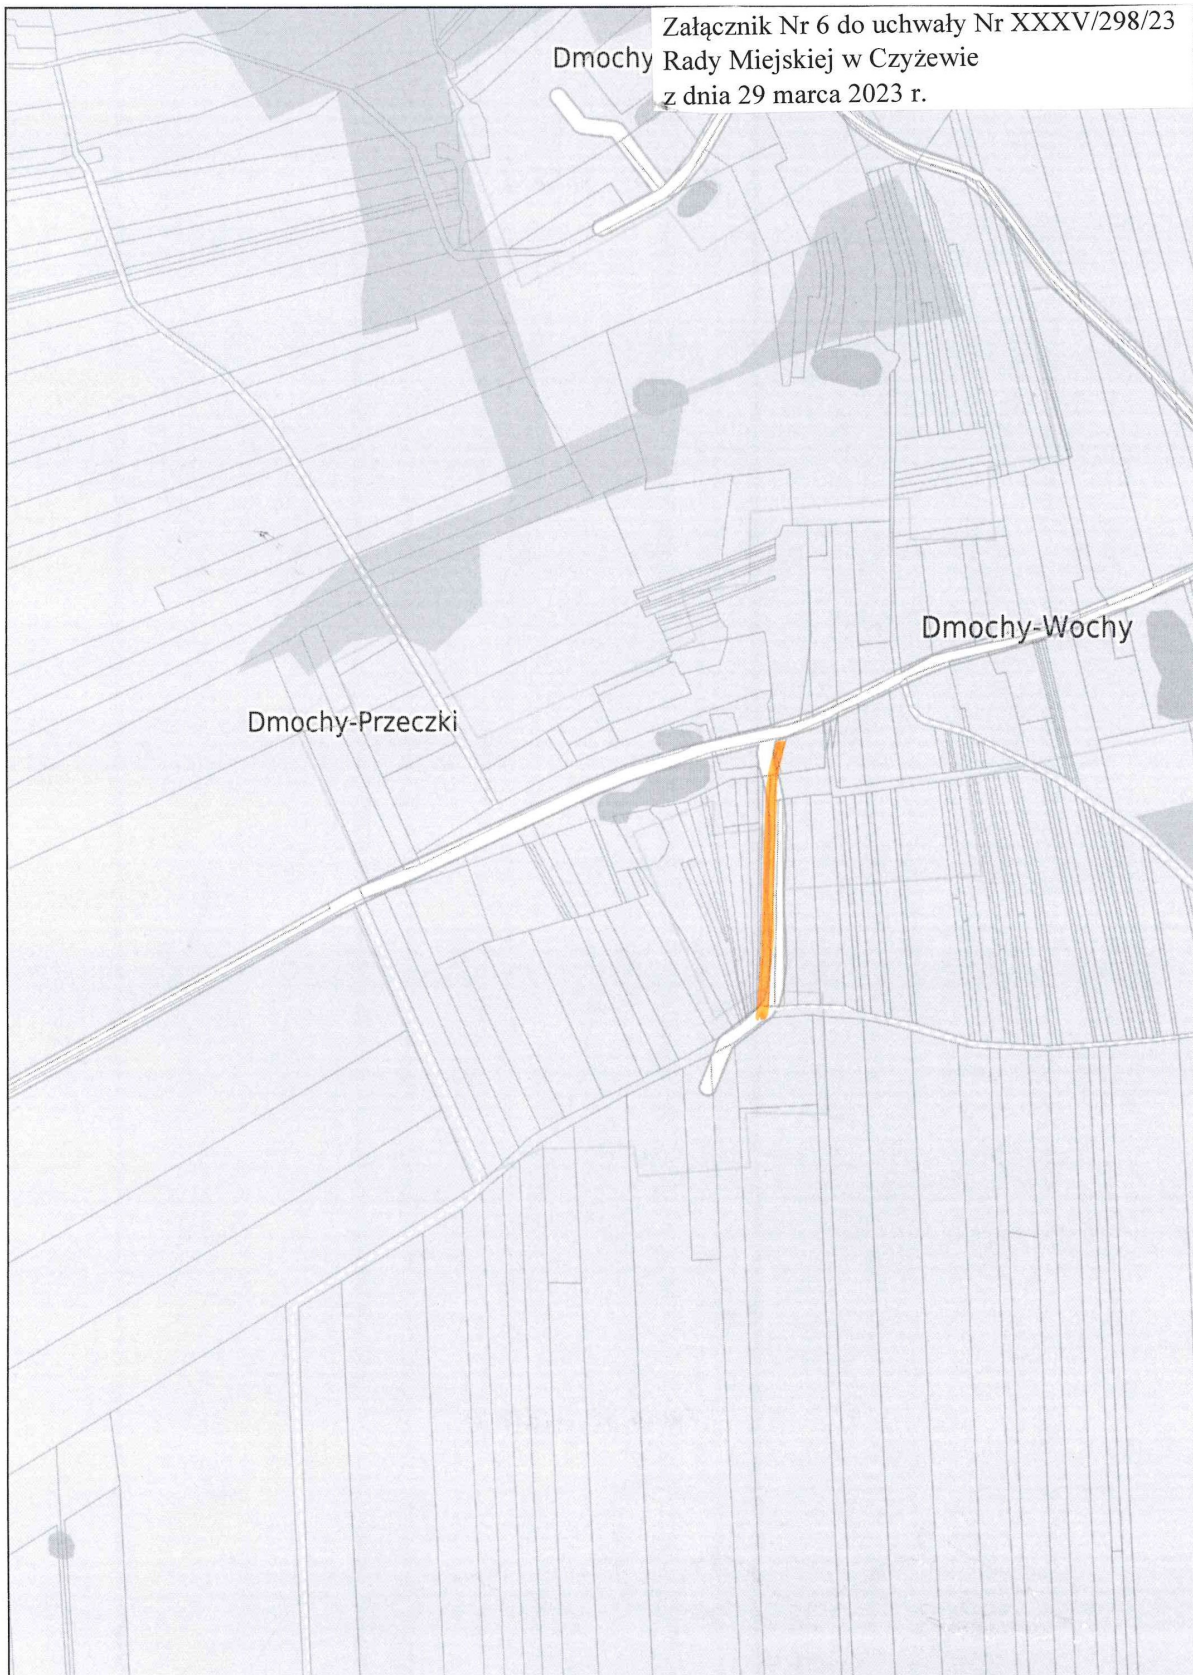 Załącznik Nr 6 do uchwały Nr XXXV/298/23
Rady Miejskiej w Czyżewie
z dnia 29 marca 2023 r.
Dmochy
Dmochy-Wochy
Dmochy-Przeczki